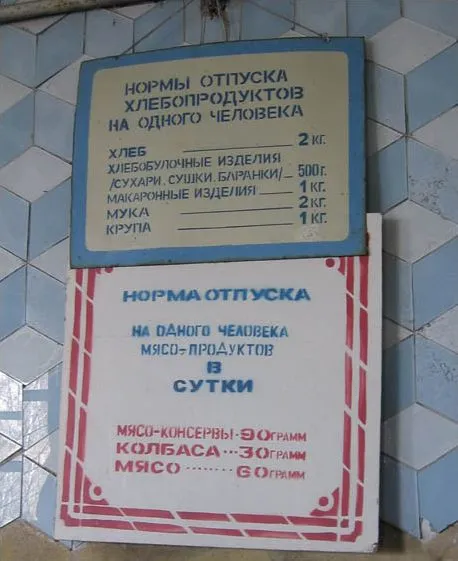 НОРМЫ ОТПУСКА
ХЛЕБОПРОДУКТОВ
НА ОДНОГО ЧЕЛОВЕКА
ХЛЕБ 2 КГ.
ХЛЕБОБУЛОЧНЫЕ ИЗДЕЛИЯ
/СУХАРИ, СУШКИ, БАРАНКИ/ 500 Г.
МАКАРОННЫЕ ИЗДЕЛИЯ 1 КГ.
МУКА 2 КГ.
КРУПА 1 КГ.
НОРМА ОТПУСКА
НА ОДНОГО ЧЕЛОВЕКА
МЯСО-ПРОДУКТОВ
В
СУТКИ
МЯСО-КОНСЕРВЫ-90 ГРАММ
КОЛБАСА...30 ГРАММ
МЯСО ........ 60 ГРАММ